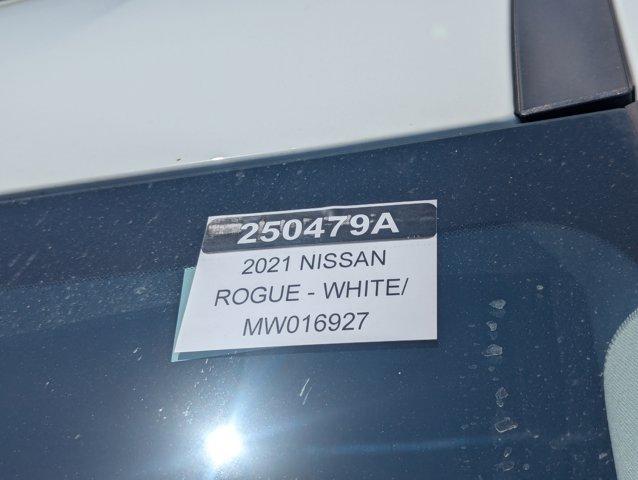 250479A
2021 NISSAN
ROGUE - WHITE/
MW016927